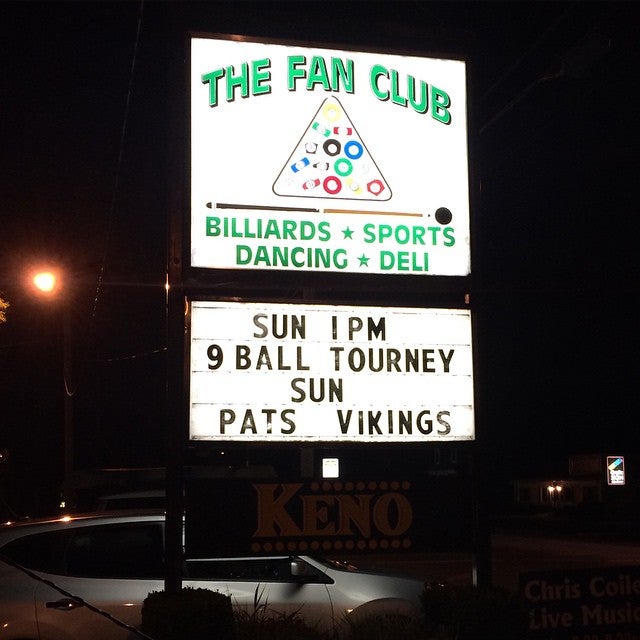 THE FAN CLUB
BILLIARDS ★ SPORTS
DANCING ★ DELI
SUN 1PM
9 BALL TOURNEY
SUN
PATS VIKINGS
KENO
Chris
Live Music